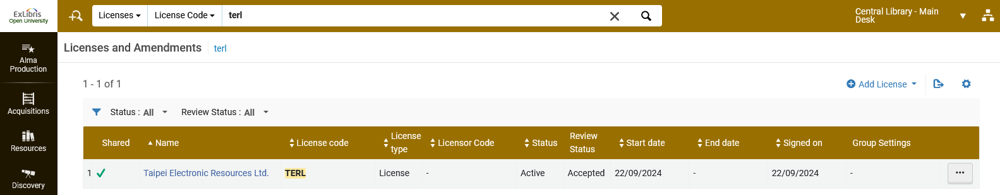 ExLibris
Open University
Licenses
License Code
terl
Central Library - Main
Desk
Alma
Production
Acquisitions
Resources
Discovery
Licenses and Amendments
terl
1 - 1 of 1
Add License
Status : All
Review Status : All
Shared
Name
License code
License
type
Licensor Code
Status
Review
Status
Start date
End date
Signed on
Group Settings
1 Taipei Electronic Resources Ltd. TERL License - Active Accepted 22/09/2024 - 22/09/2024 -